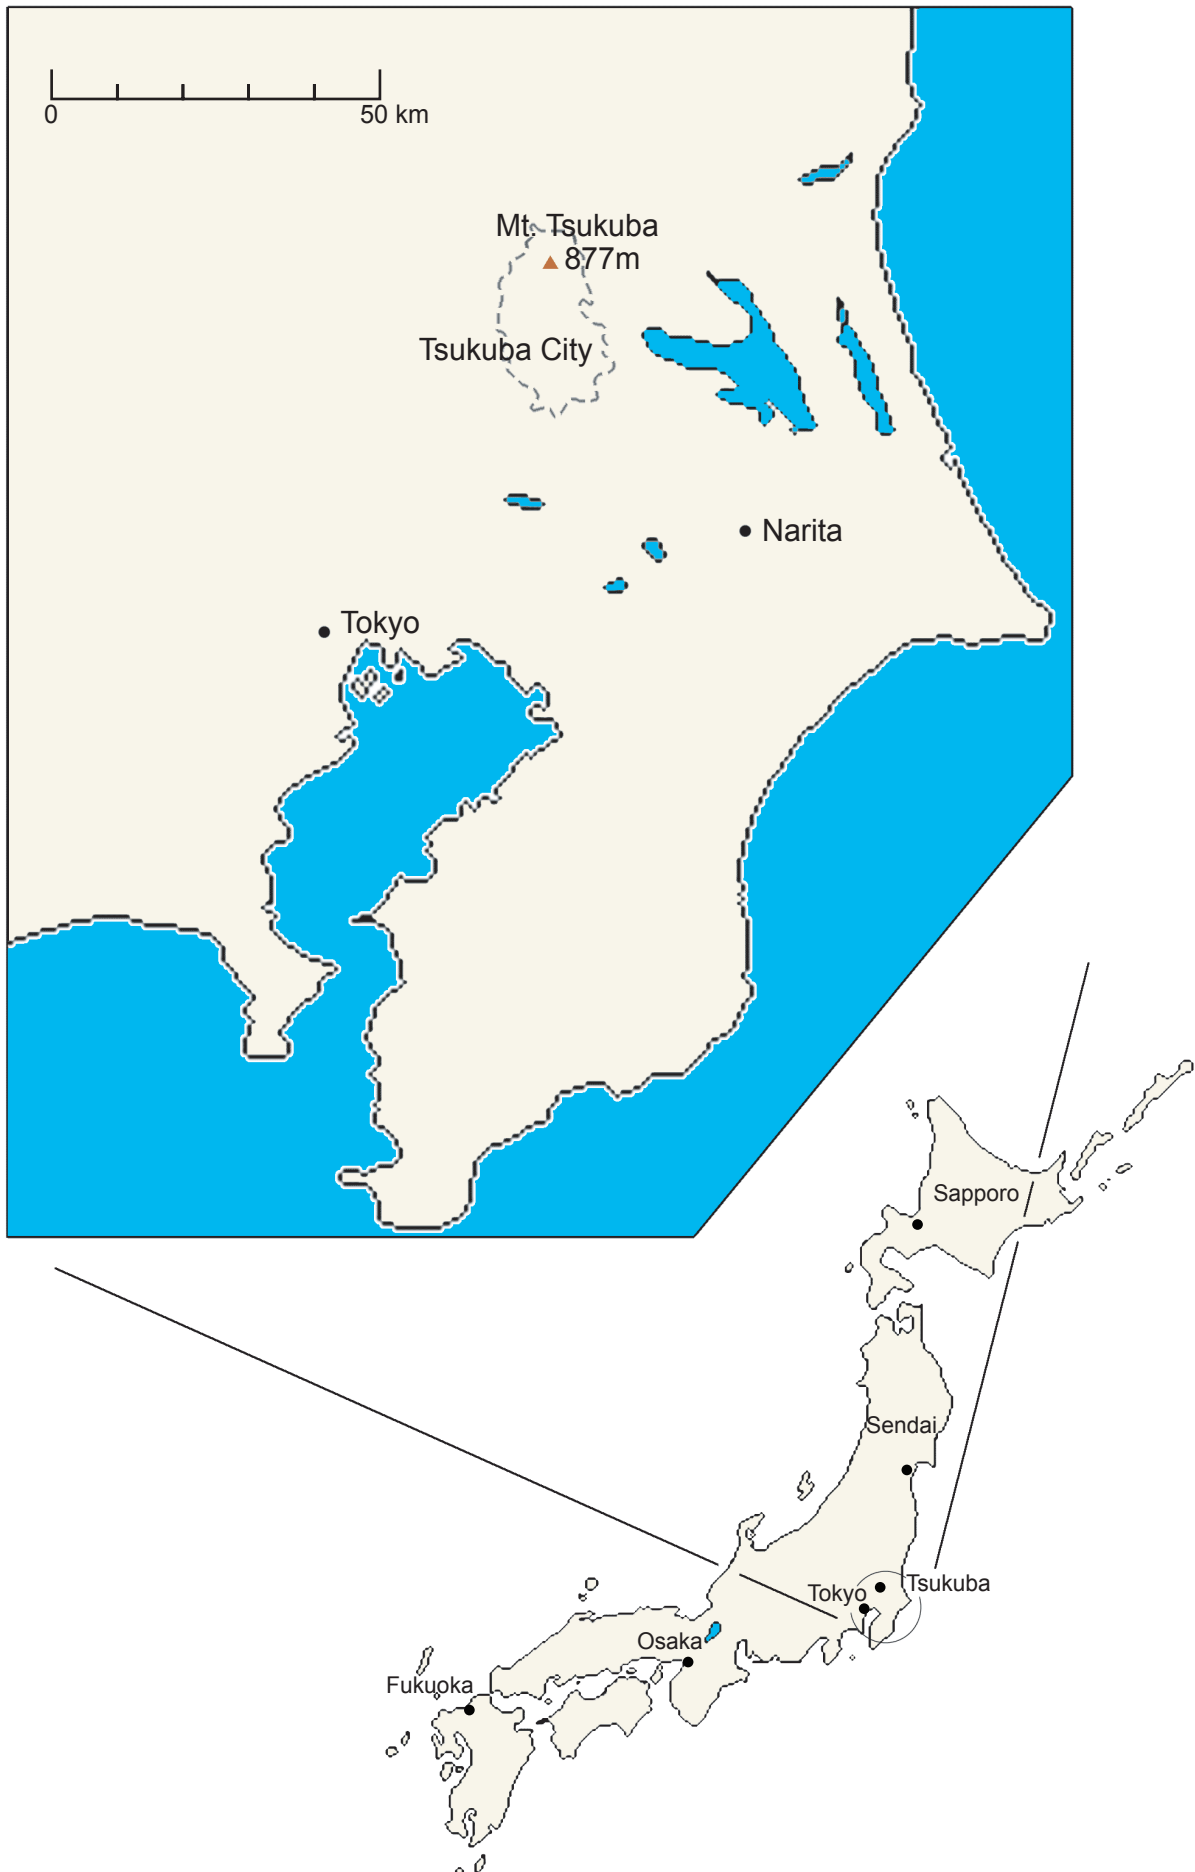 0
50 km
Mt. Tsukuba
877m
Tsukuba City
Narita
Tokyo
Sapporo
Sendai
Tsukuba
Tokyo
Osaka
Fukuoka